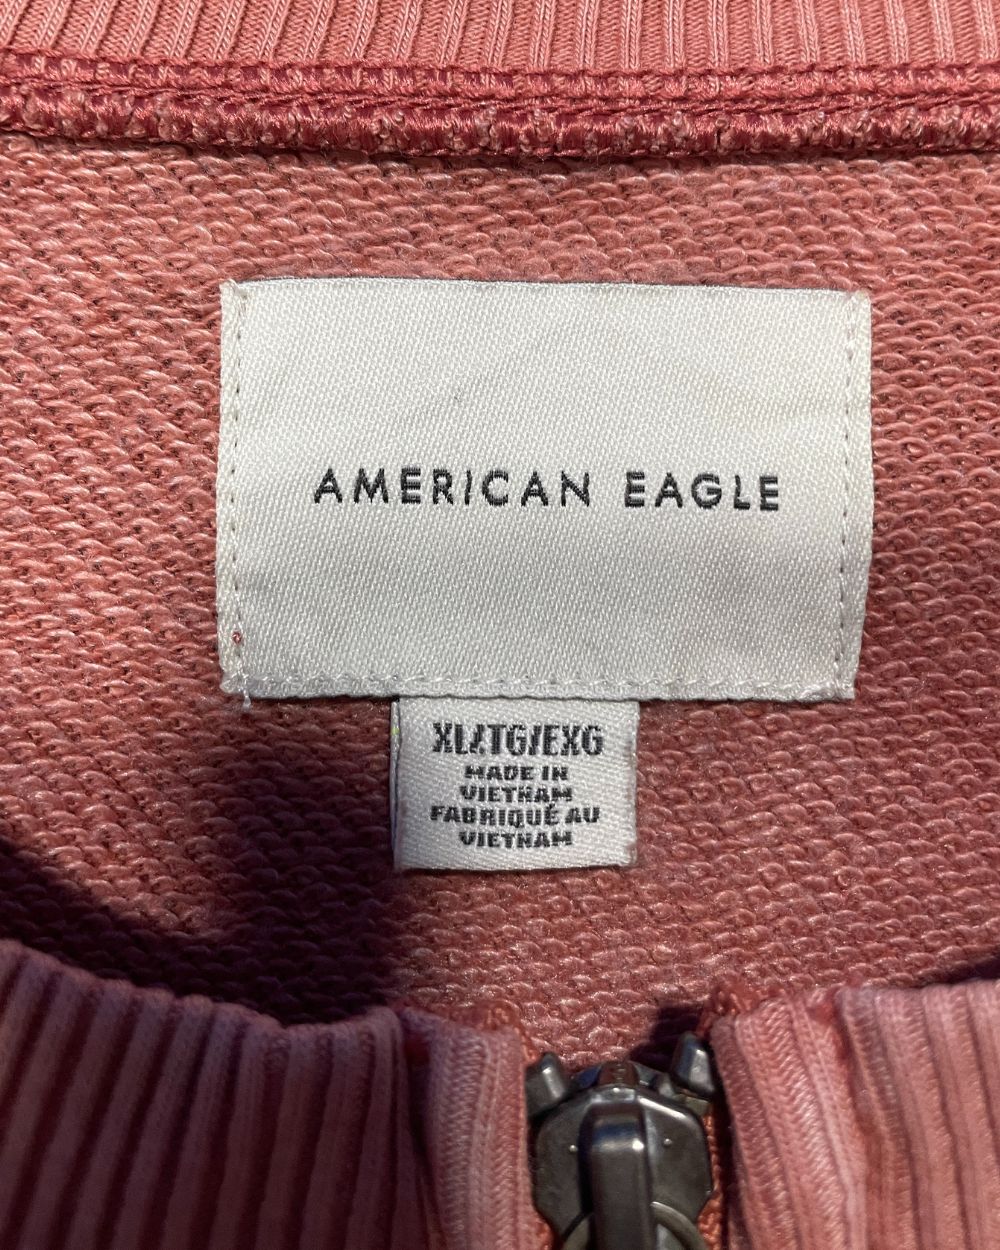 AMERICAN EAGLE
XL/TG/EXG
MADE IN
VIETNAM
FABRIQUÉ AU
VIETNAM